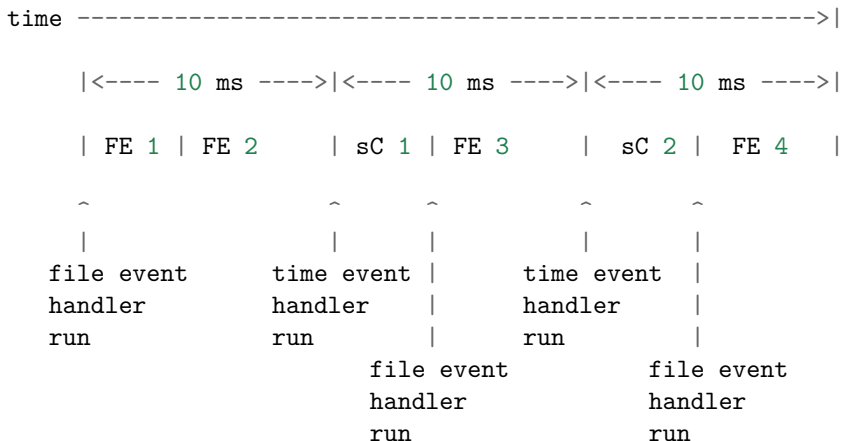 time ----------------------------------------------------->|
|<---- 10 ms ---->|<---- 10 ms ---->|<---- 10 ms ---->|
| FE 1 | FE 2     | sC 1 | FE 3     |  sC 2 |  FE 4   |
^                 ^      ^          ^       ^
|                 |      |          |       |
file event      time event |      time event  |
handler         handler    |      handler     |
run             run        |      run         |
file event          file event
handler             handler
run                 run